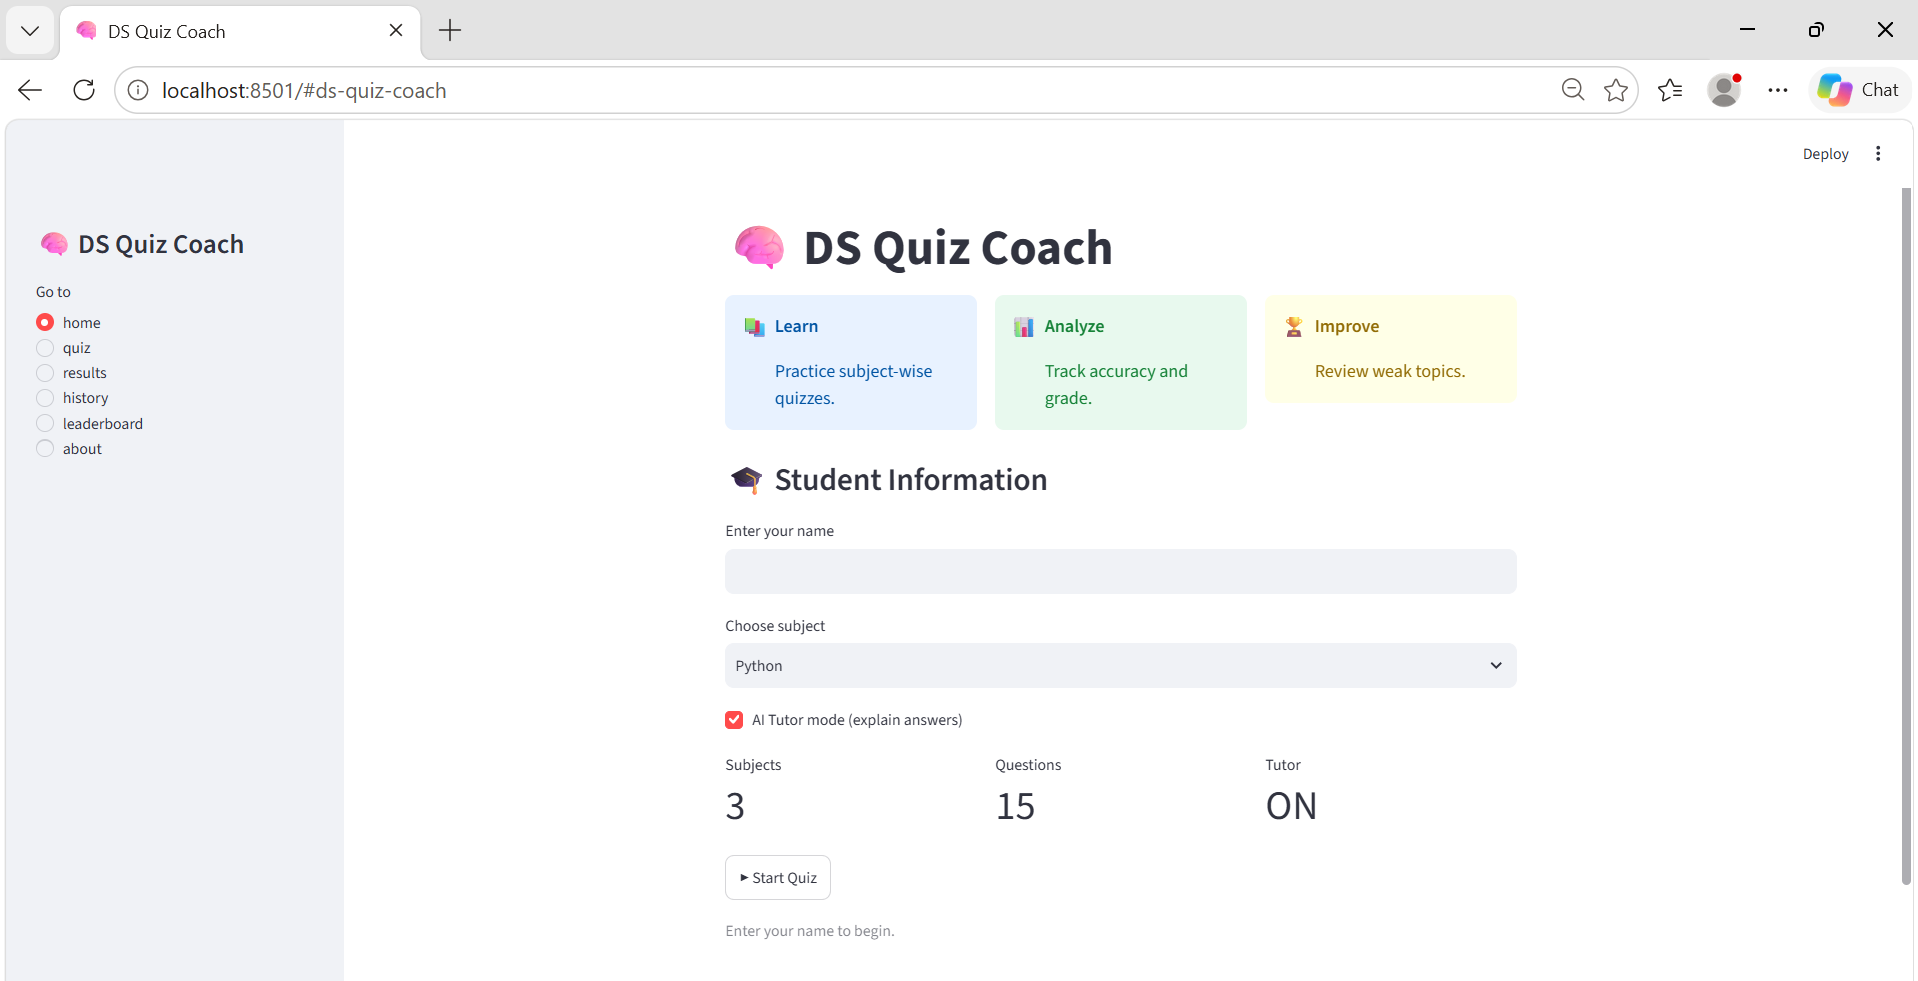 DS Quiz Coach
localhost:8501/#ds-quiz-coach
Chat
Deploy
DS Quiz Coach
Go to
home
quiz
results
history
leaderboard
about
DS Quiz Coach
Learn
Practice subject-wise
quizzes.
Analyze
Track accuracy and
grade.
Improve
Review weak topics.
Student Information
Enter your name
Choose subject
Python
AI Tutor mode (explain answers)
Subjects
3
Questions
15
Tutor
ON
Start Quiz
Enter your name to begin.